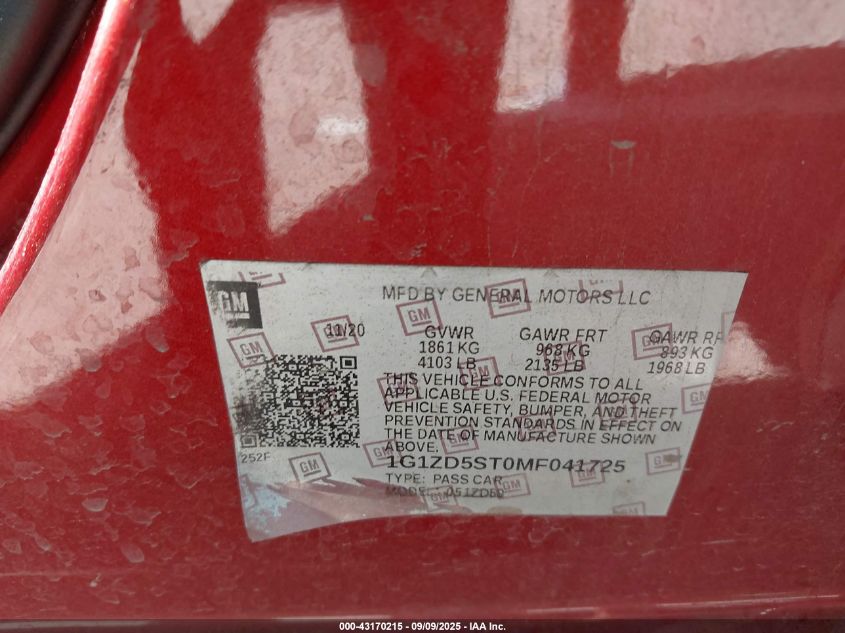 GM
MFD BY GENERAL MOTORS LLC
11/20 GVWR GAWR FRT GAWR RR
1861 KG 968 KG 893 KG
4103 LB 2135 LB 1968 LB
THIS VEHICLE CONFORMS TO ALL
APPLICABLE U.S. FEDERAL MOTOR
VEHICLE SAFETY, BUMPER, AND THEFT
PREVENTION STANDARDS IN EFFECT ON
THE DATE OF MANUFACTURE SHOWN
ABOVE.
252F
1G1ZD5ST0MF041725
TYPE: PASS CAR
MODEL:
000-43170215 - 09/09/2025 - IAA Inc.